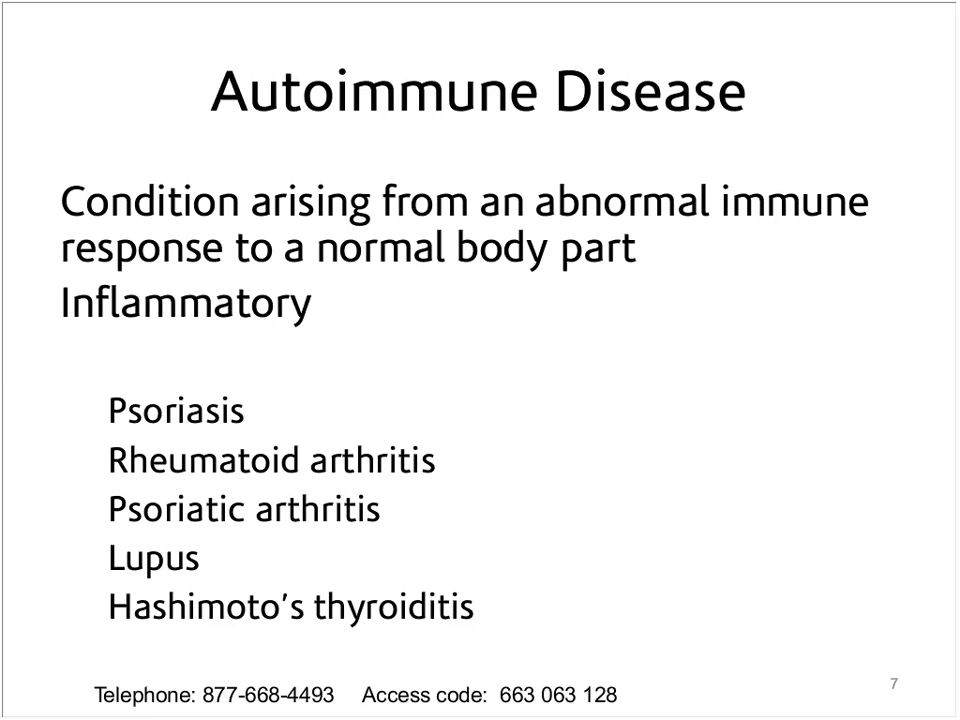 Autoimmune Disease
Condition arising from an abnormal immune
response to a normal body part
Inflammatory
Psoriasis
Rheumatoid arthritis
Psoriatic arthritis
Lupus
Hashimoto's thyroiditis
Telephone: 877-668-4493 Access code: 663 063 128
7